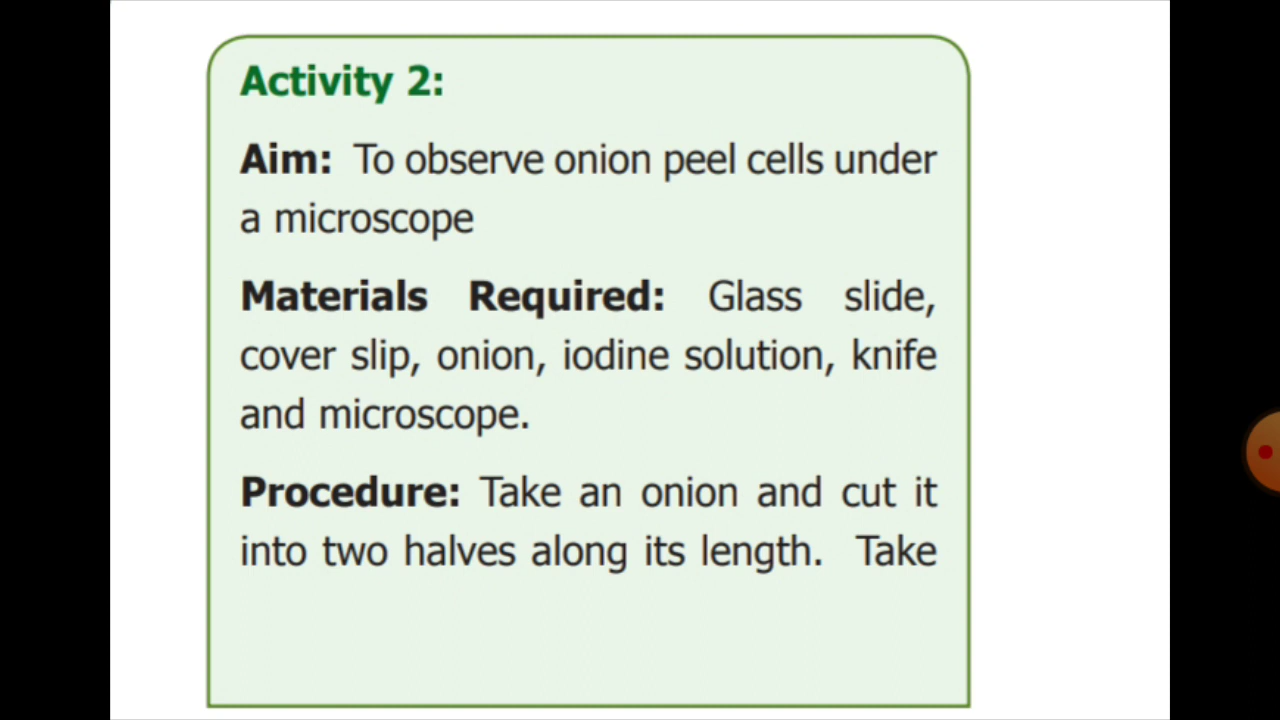 Activity 2:
Aim: To observe onion peel cells under
a microscope
Materials Required: Glass slide,
cover slip, onion, iodine solution, knife
and microscope.
Procedure: Take an onion and cut it
into two halves along its length. Take